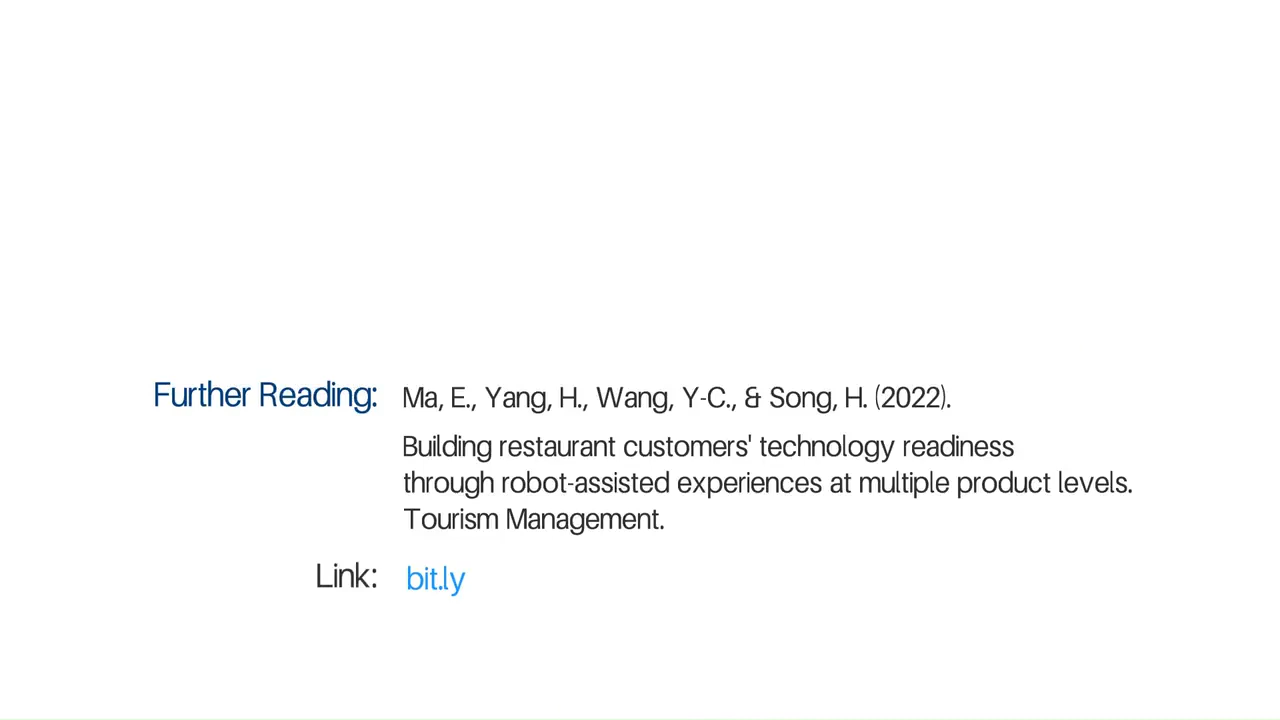 Further Reading: Ma, E., Yang, H., Wang, Y-C., & Song, H. (2022).
Building restaurant customers' technology readiness
through robot-assisted experiences at multiple product levels.
Tourism Management.
Link: bit.ly